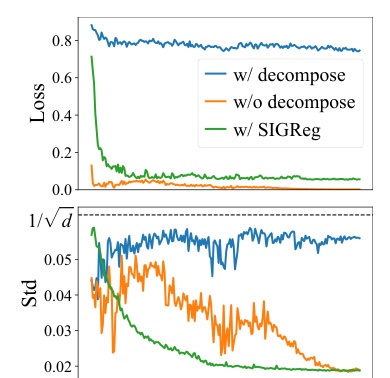 Loss
0.8
0.6
0.4
0.2
0.0
w/ decompose
w/o decompose
w/ SIGReg
1/√d
Std
0.05
0.04
0.03
0.02